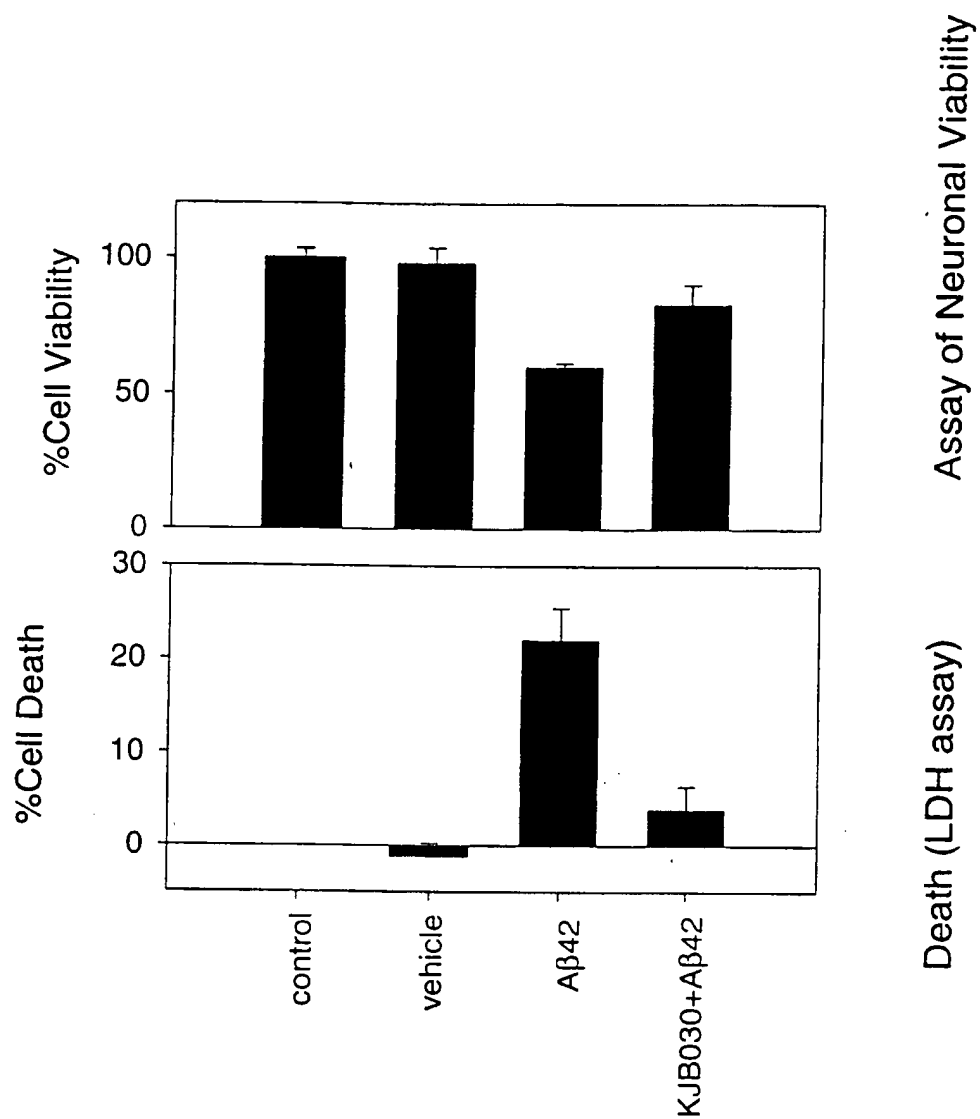 %Cell Viability
100
50
0
Assay of Neuronal Viability
%Cell Death
30
20
10
0
Death (LDH assay)
control
vehicle
Aβ42
KJB030+Aβ42